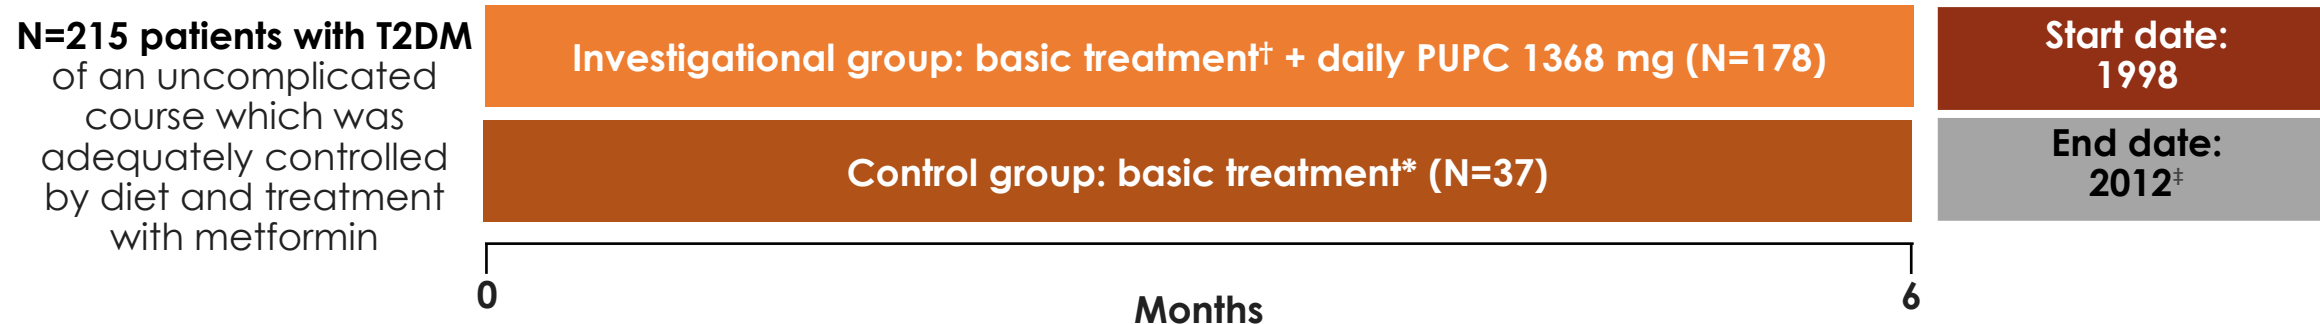 N=215 patients with T2DM
of an uncomplicated
course which was
adequately controlled
by diet and treatment
with metformin
Investigational group: basic treatment† + daily PUPC 1368 mg (N=178)
Control group: basic treatment* (N=37)
Start date:
1998
End date:
2012‡
0
Months
6